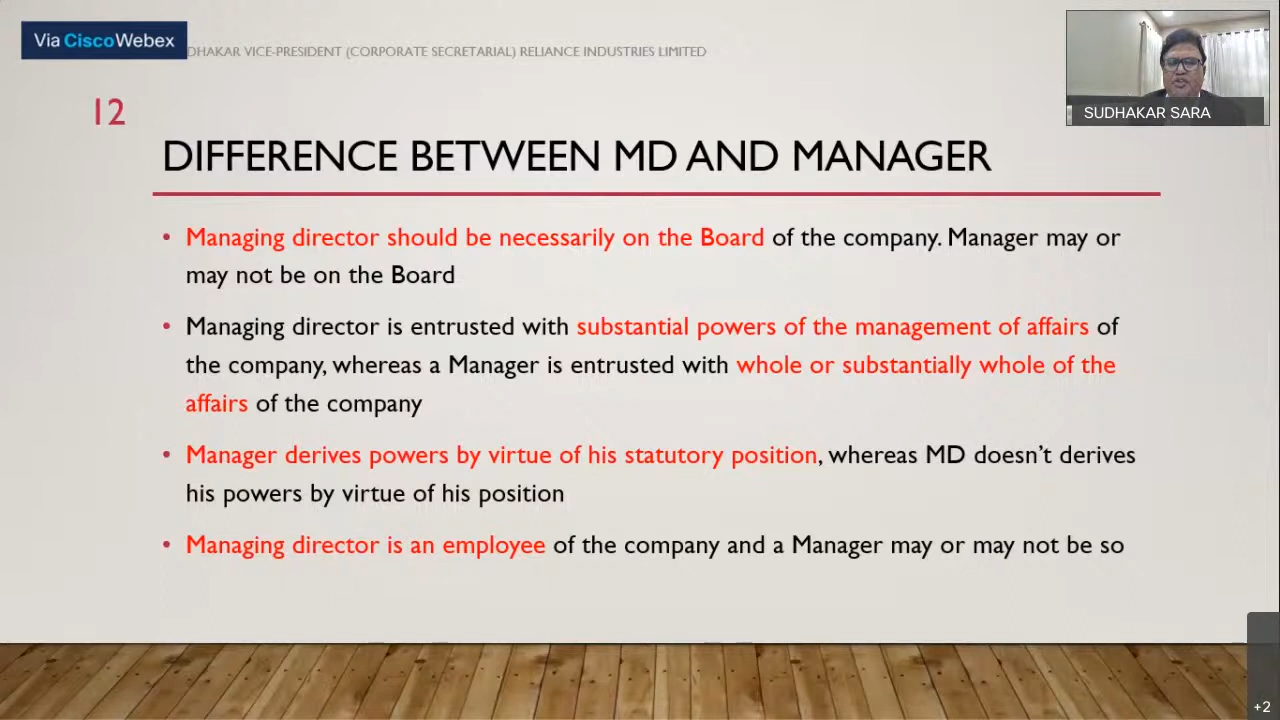 Via Cisco Webex
DHAKAR VICE-PRESIDENT (CORPORATE SECRETARIAL) RELIANCE INDUSTRIES LIMITED
SUDHAKAR SARA
12
DIFFERENCE BETWEEN MD AND MANAGER
• Managing director should be necessarily on the Board of the company. Manager may or
may not be on the Board
• Managing director is entrusted with substantial powers of the management of affairs of
the company, whereas a Manager is entrusted with whole or substantially whole of the
affairs of the company
• Manager derives powers by virtue of his statutory position, whereas MD doesn’t derives
his powers by virtue of his position
• Managing director is an employee of the company and a Manager may or may not be so
+2